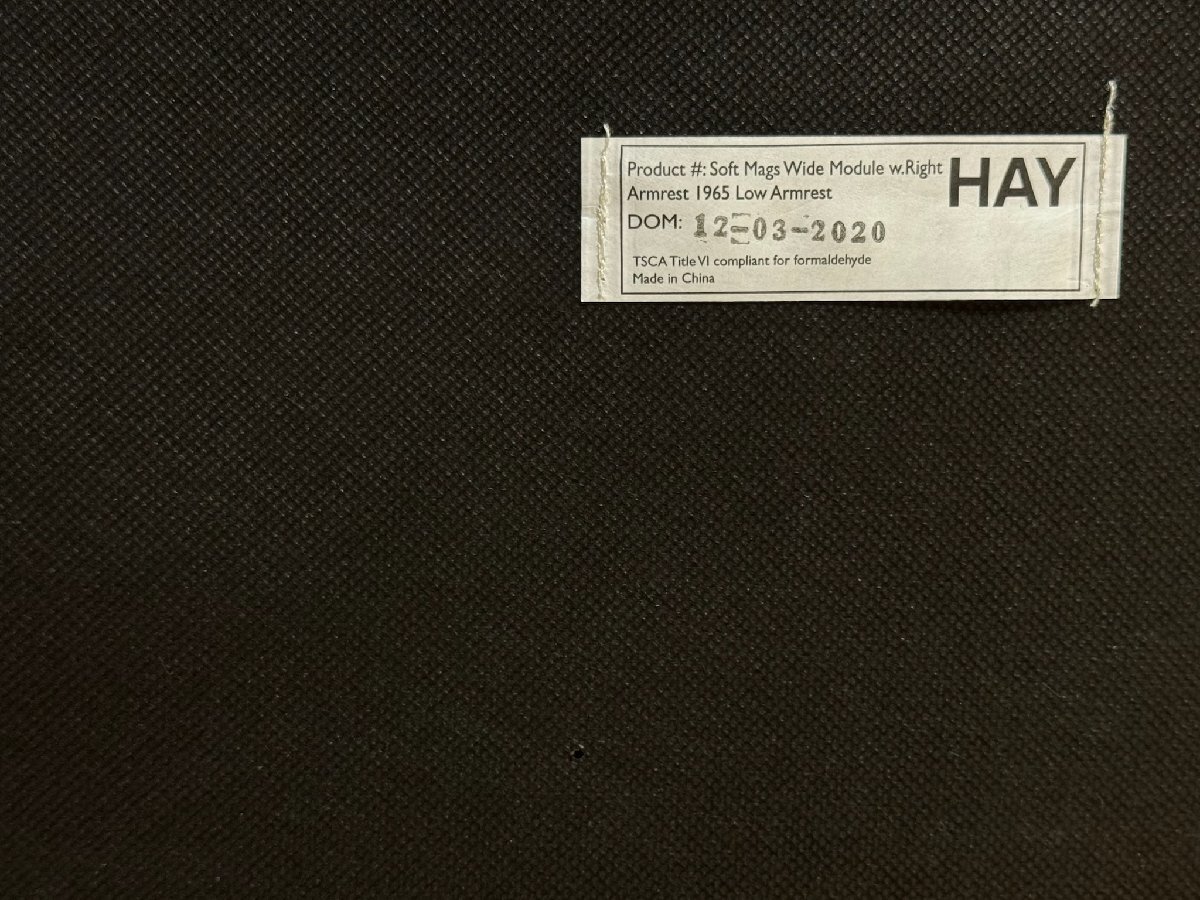 Product #: Soft Mags Wide Module w.Right
Armrest 1965 Low Armrest
HAY
DOM: 12-03-2020
TSCA Title VI compliant for formaldehyde
Made in China